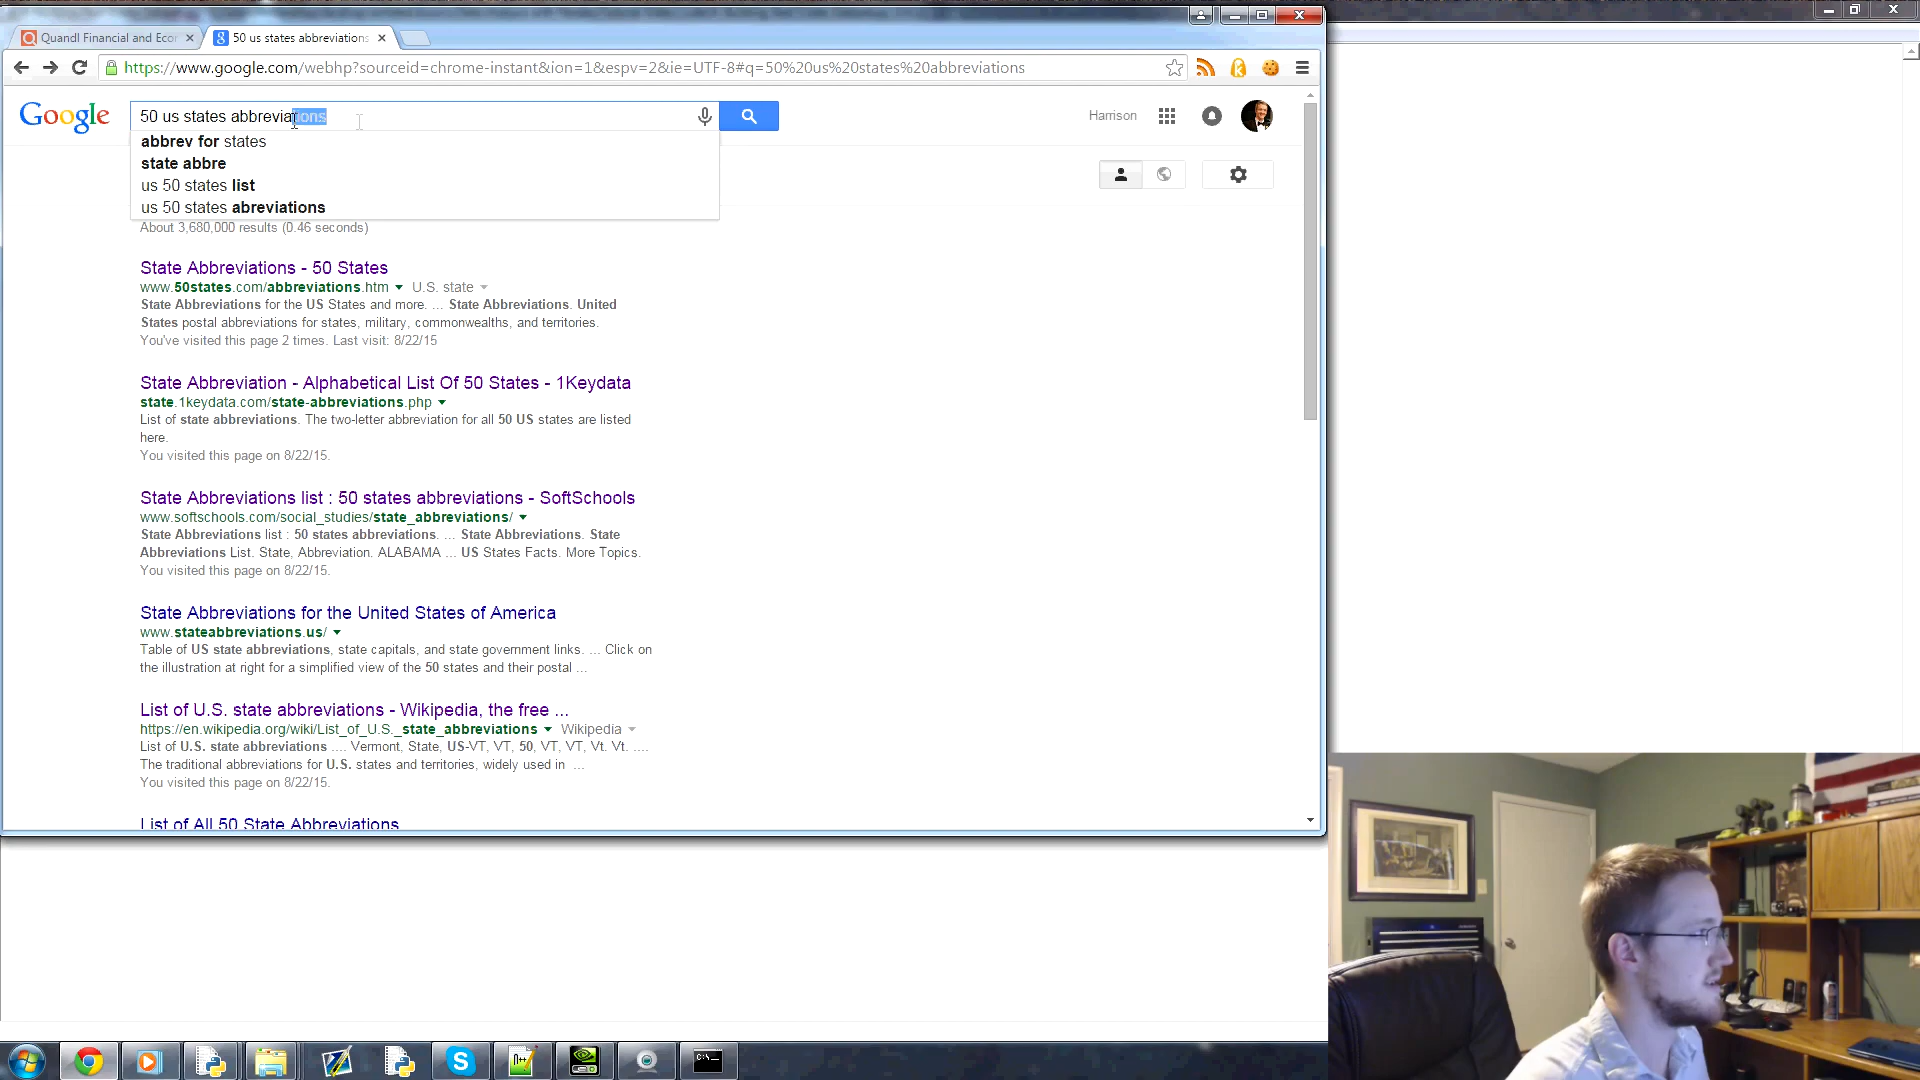 Quandl Financial and Econ
50 us states abbreviations
https://www.google.com/webhp?sourceid=chrome-instant&ion=1&espv=2&ie=UTF-8#q=50%20us%20states%20abbreviations
Google
50 us states abbreviations
Harrison
abbrev for states
state abbre
us 50 states list
us 50 states abreviations
About 3,680,000 results (0.46 seconds)
State Abbreviations - 50 States
www.50states.com/abbreviations.htm U.S. state
State Abbreviations for the US States and more. ... State Abbreviations. United
States postal abbreviations for states, military, commonwealths, and territories.
You've visited this page 2 times. Last visit: 8/22/15
State Abbreviation - Alphabetical List Of 50 States - 1Keydata
state.1keydata.com/state-abbreviations.php
List of state abbreviations. The two-letter abbreviation for all 50 US states are listed
here.
You visited this page on 8/22/15.
State Abbreviations list : 50 states abbreviations - SoftSchools
www.softschools.com/social_studies/state_abbreviations/
State Abbreviations list : 50 states abbreviations. ... State Abbreviations. State
Abbreviations List. State, Abbreviation. ALABAMA ... US States Facts. More Topics.
You visited this page on 8/22/15.
State Abbreviations for the United States of America
www.stateabbreviations.us/
Table of US state abbreviations, state capitals, and state government links. ... Click on
the illustration at right for a simplified view of the 50 states and their postal ...
List of U.S. state abbreviations - Wikipedia, the free ...
https://en.wikipedia.org/wiki/List_of_U.S._state_abbreviations Wikipedia
List of U.S. state abbreviations .... Vermont, State, US-VT, VT, 50, VT, VT, Vt. Vt. ....
The traditional abbreviations for U.S. states and territories, widely used in ...
You visited this page on 8/22/15.
List of All 50 State Abbreviations